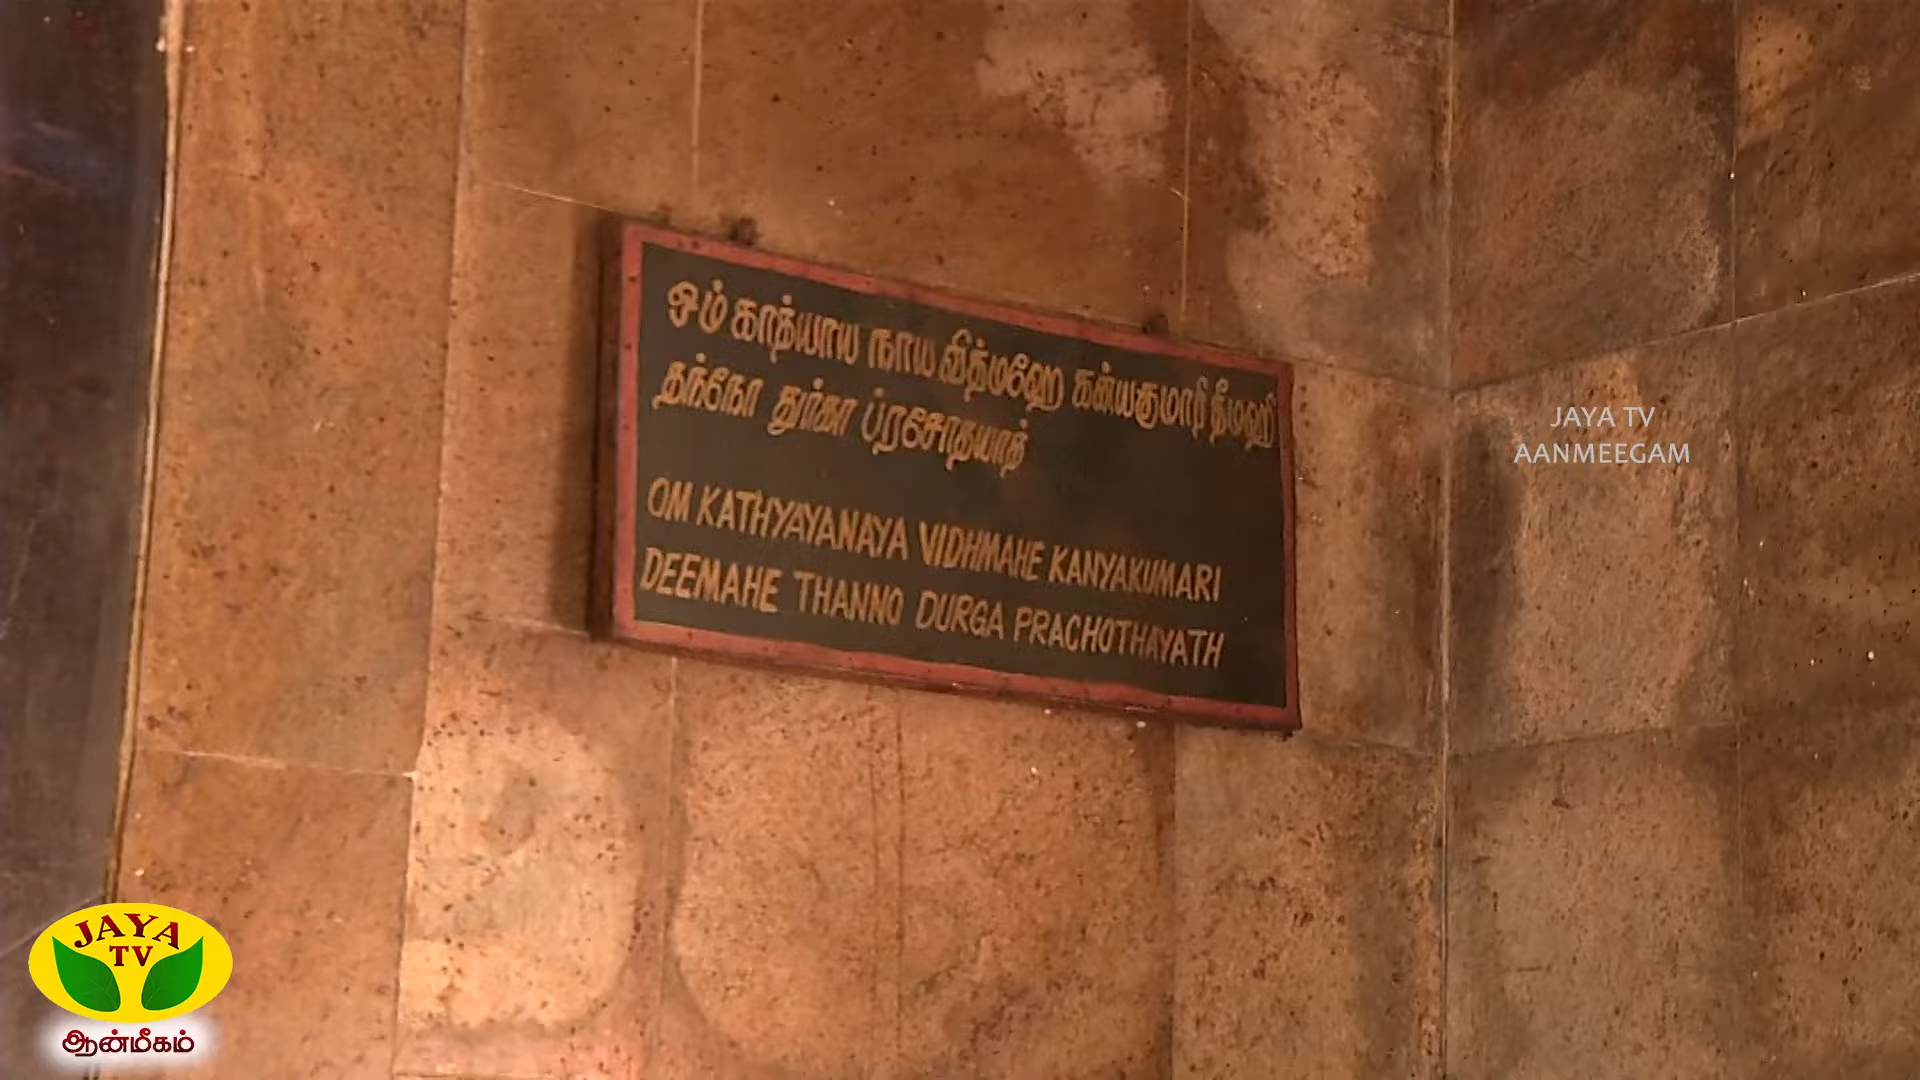 ஓம் காத்யாய நாய வித்மஹே கன்யகுமாரி தீமஹி
தந்நோ துர்கா ப்ரசோதயாத்
OM KATHYAYANAYA VIDHMAHE KANYAKUMARI
DEEMAHE THANNO DURGA PRACHOTHAYATH
JAYA TV
AANMEEGAM
JAYA
TV
ஆன்மீகம்